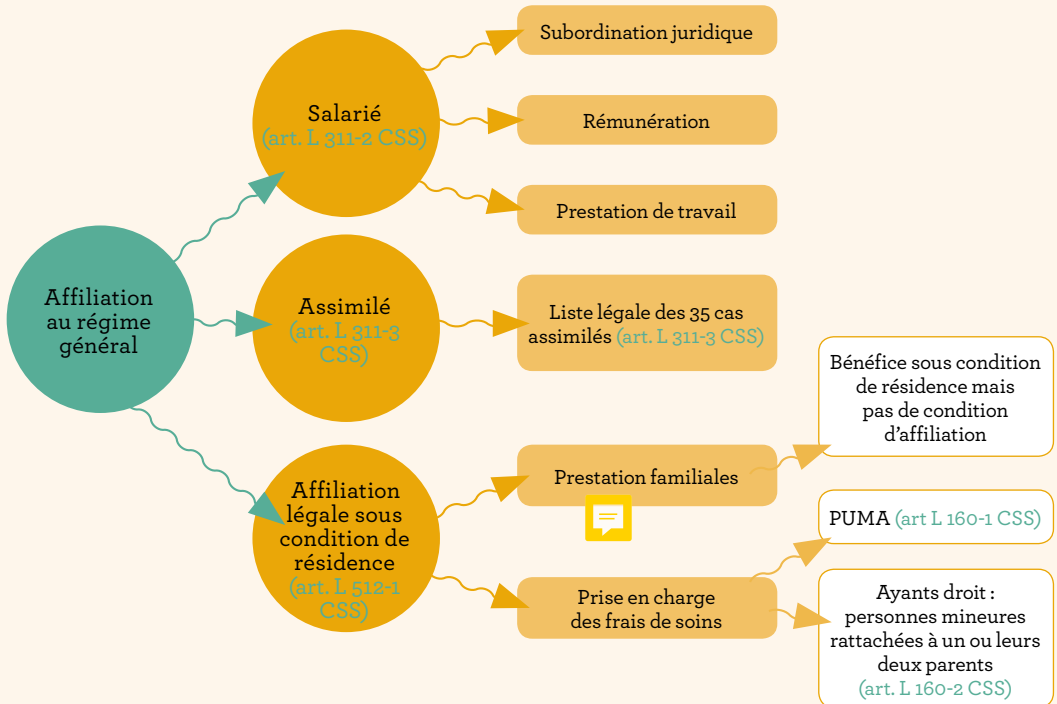 Affiliation
au régime
général
Salarié
(art. L 311-2 CSS)
Subordination juridique
Rémunération
Prestation de travail
Assimilé
(art. L 311-3
CSS)
Liste légale des 35 cas
assimilés (art. L 311-3 CSS)
Affiliation
légale sous
condition de
résidence
(art. L 512-1
CSS)
Prestation familiales
Bénéfice sous condition
de résidence mais
pas de condition
d’affiliation
Prise en charge
des frais de soins
PUMA (art L 160-1 CSS)
Ayants droit :
personnes mineures
rattachées à un ou leurs
deux parents
(art. L 160-2 CSS)